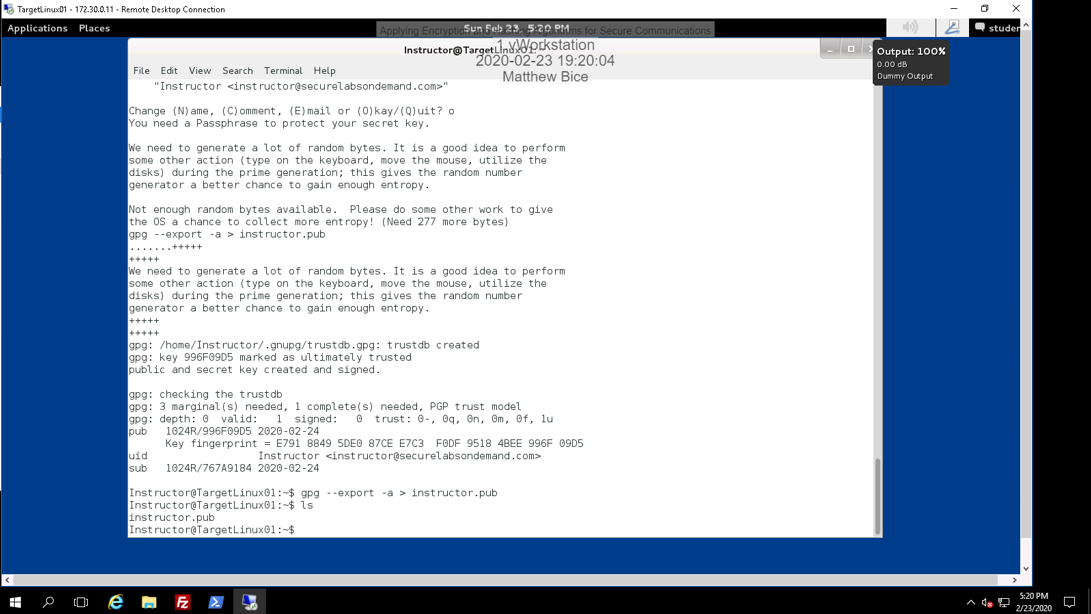 TargetLinux01 - 172.30.0.11 - Remote Desktop Connection
Applications Places
Sun Feb 23, 5:20 PM
Applying Encryption and Hashing Algorithms for Secure Communications
studen
1 vWorkstation
2020-02-23 19:20:04
Matthew Bice
Instructor@TargetLinux01: ~
Output: 100%
0.00 dB
Dummy Output
File Edit View Search Terminal Help
"Instructor <instructor@securelabsondemand.com>"
Change (N)ame, (C)omment, (E)mail or (O)kay/(Q)uit? o
You need a Passphrase to protect your secret key.
We need to generate a lot of random bytes. It is a good idea to perform
some other action (type on the keyboard, move the mouse, utilize the
disks) during the prime generation; this gives the random number
generator a better chance to gain enough entropy.
Not enough random bytes available.  Please do some other work to give
the OS a chance to collect more entropy! (Need 277 more bytes)
gpg --export -a > instructor.pub
.......+++++
+++++
We need to generate a lot of random bytes. It is a good idea to perform
some other action (type on the keyboard, move the mouse, utilize the
disks) during the prime generation; this gives the random number
generator a better chance to gain enough entropy.
+++++
+++++
gpg: /home/Instructor/.gnupg/trustdb.gpg: trustdb created
gpg: key 996F09D5 marked as ultimately trusted
public and secret key created and signed.
gpg: checking the trustdb
gpg: 3 marginal(s) needed, 1 complete(s) needed, PGP trust model
gpg: depth: 0  valid:   1  signed:   0  trust: 0-, 0q, 0n, 0m, 0f, 1u
pub   1024R/996F09D5 2020-02-24
Key fingerprint = E791 8849 5DE0 87CE E7C3  F0DF 9518 4BEE 996F 09D5
uid                  Instructor <instructor@securelabsondemand.com>
sub   1024R/767A9184 2020-02-24
Instructor@TargetLinux01:~$ gpg --export -a > instructor.pub
Instructor@TargetLinux01:~$ ls
instructor.pub
Instructor@TargetLinux01:~$
5:20 PM
2/23/2020